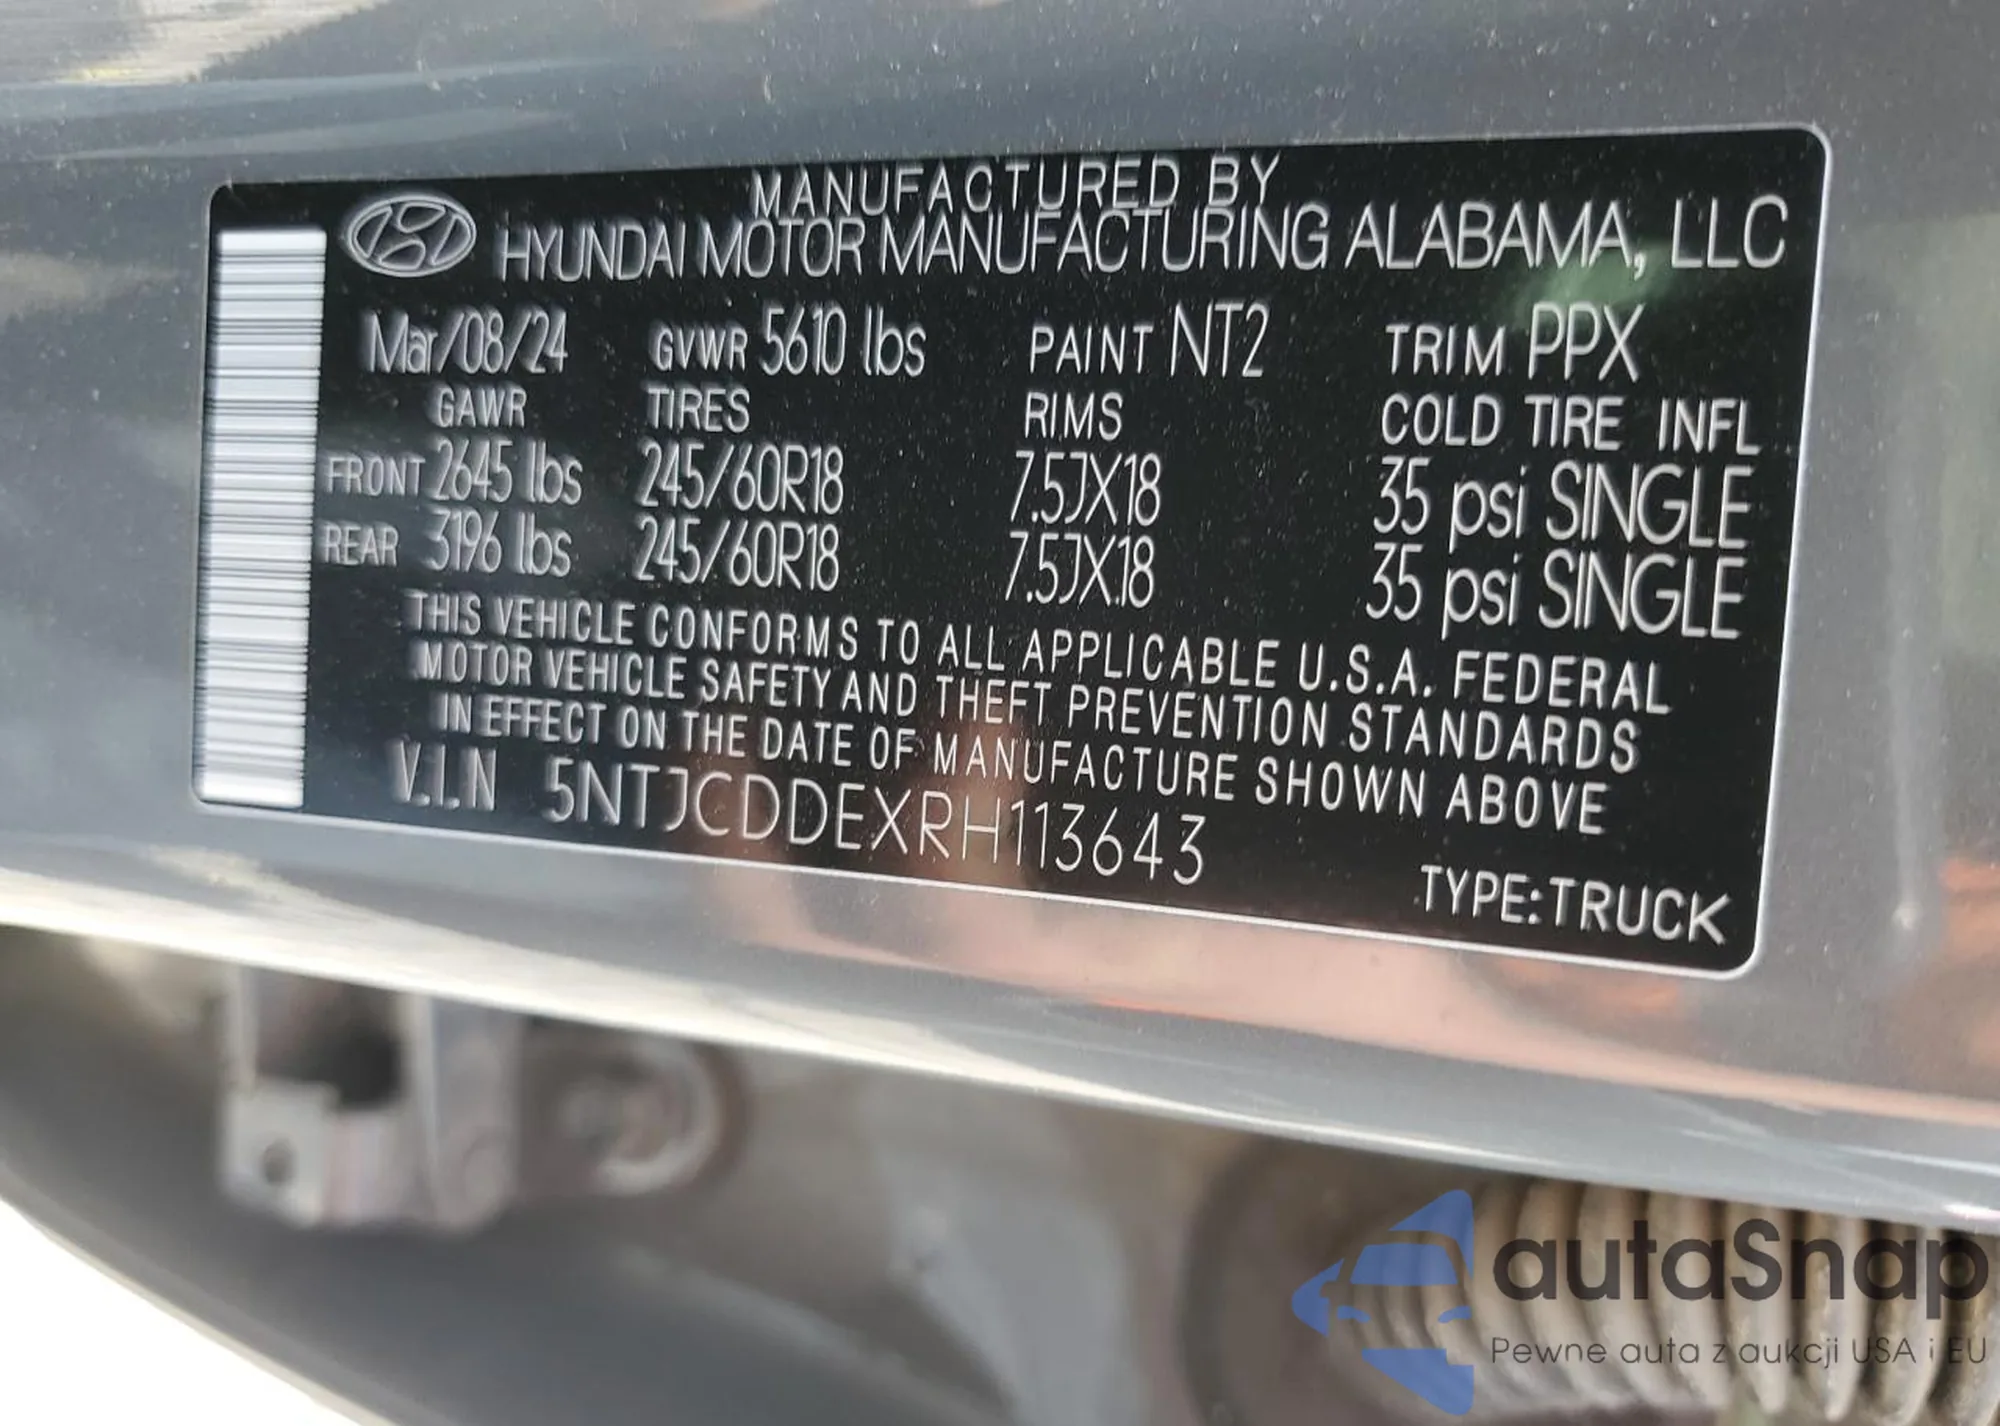 MANUFACTURED BY
HYUNDAI MOTOR MANUFACTURING ALABAMA, LLC
Mar/08/24 GVWR 5610 lbs PAINT NT2 TRIM PPX
GAWR TIRES RIMS COLD TIRE INFL
FRONT 2645 lbs 245/60R18 7.5JX18 35 psi SINGLE
REAR 3196 lbs 245/60R18 7.5JX18 35 psi SINGLE
THIS VEHICLE CONFORMS TO ALL APPLICABLE U.S.A. FEDERAL
MOTOR VEHICLE SAFETY AND THEFT PREVENTION STANDARDS
IN EFFECT ON THE DATE OF MANUFACTURE SHOWN ABOVE
V.I.N 5NTJCDDEXRH113643
TYPE:TRUCK
autaSnap
Pewne auta z aukcji USA i EU